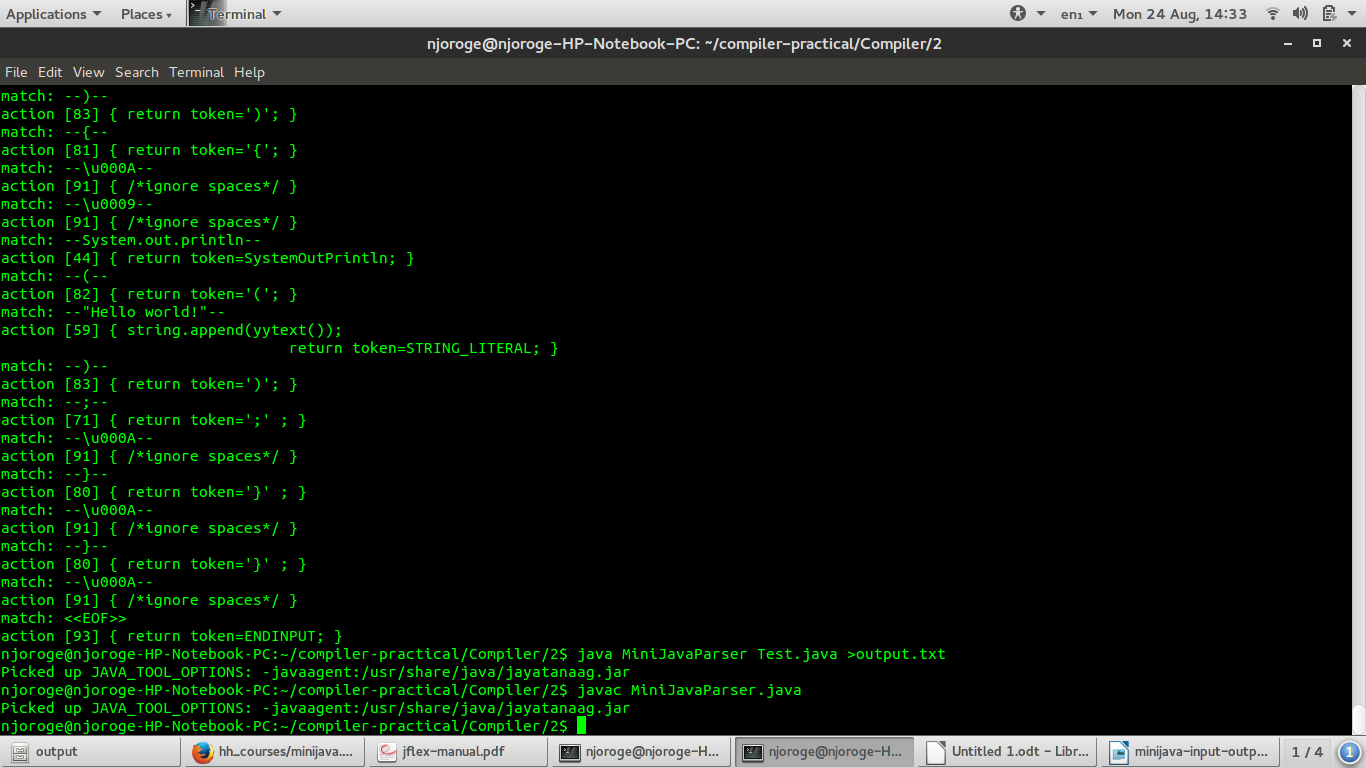 Applications Places Terminal en₁ Mon 24 Aug, 14:33
njoroge@njoroge-HP-Notebook-PC: ~/compiler-practical/Compiler/2
File Edit View Search Terminal Help
match: --)--
action [83] { return token=')'; }
match: --{--
action [81] { return token='{'; }
match: --\u000A--
action [91] { /*ignore spaces*/ }
match: --\u0009--
action [91] { /*ignore spaces*/ }
match: --System.out.println--
action [44] { return token=SystemOutPrintln; }
match: --(--
action [82] { return token='('; }
match: --"Hello world!"--
action [59] { string.append(yytext());
                                return token=STRING_LITERAL; }
match: --)--
action [83] { return token=')'; }
match: --;--
action [71] { return token=';' ; }
match: --\u000A--
action [91] { /*ignore spaces*/ }
match: --}--
action [80] { return token='}' ; }
match: --\u000A--
action [91] { /*ignore spaces*/ }
match: --}--
action [80] { return token='}' ; }
match: --\u000A--
action [91] { /*ignore spaces*/ }
match: <<EOF>>
action [93] { return token=ENDINPUT; }
njoroge@njoroge-HP-Notebook-PC:~/compiler-practical/Compiler/2$ java MiniJavaParser Test.java >output.txt
Picked up JAVA_TOOL_OPTIONS: -javaagent:/usr/share/java/jayatanaag.jar
njoroge@njoroge-HP-Notebook-PC:~/compiler-practical/Compiler/2$ javac MiniJavaParser.java
Picked up JAVA_TOOL_OPTIONS: -javaagent:/usr/share/java/jayatanaag.jar
njoroge@njoroge-HP-Notebook-PC:~/compiler-practical/Compiler/2$
output hh_courses/minijava.... jflex-manual.pdf njoroge@njoroge-H... njoroge@njoroge-H... Untitled 1.odt – Libr... minijava-input-outp... 1 / 4 1